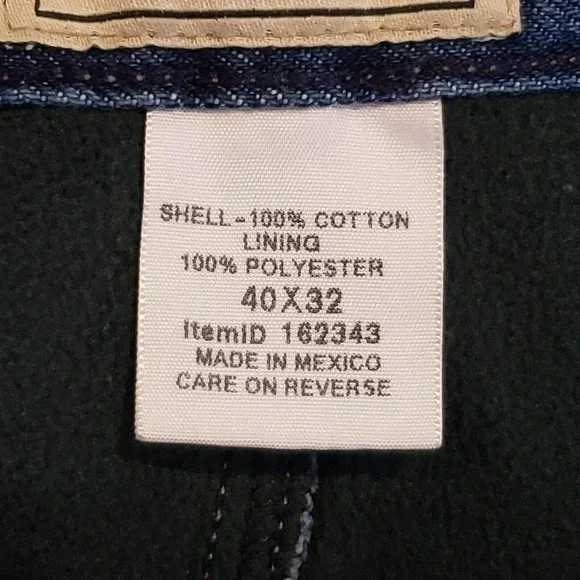 SHELL-100% COTTON
LINING
100% POLYESTER
40X32
ItemID 162343
MADE IN MEXICO
CARE ON REVERSE